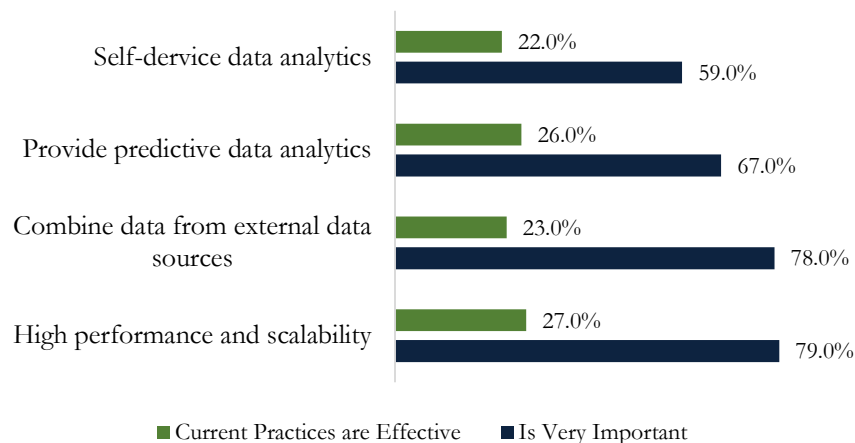 22.0%
Self-dervice data analytics
59.0%
26.0%
Provide predictive data analytics
67.0%
Combine data from external data
23.0%
sources
78.0%
27.0%
High performance and scalability
79.0%
Current Practices are Effective
Is Very Important